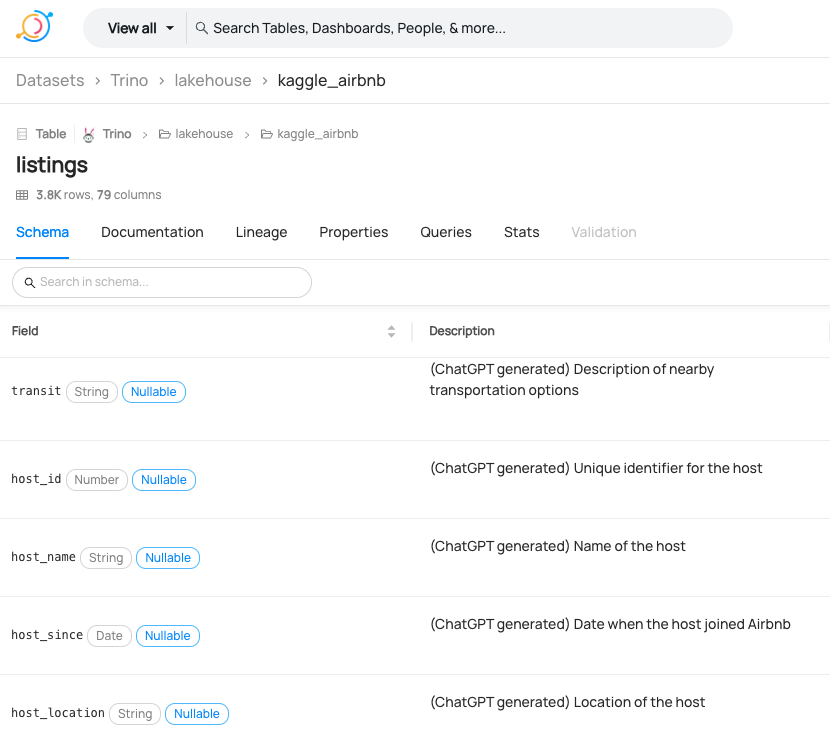 View all Search Tables, Dashboards, People, & more...
Datasets > Trino > lakehouse > kaggle_airbnb
Table Trino > lakehouse > kaggle_airbnb
listings
3.8K rows, 79 columns
Schema Documentation Lineage Properties Queries Stats Validation
Search in schema...
Field Description
transit String Nullable (ChatGPT generated) Description of nearby
transportation options
host_id Number Nullable (ChatGPT generated) Unique identifier for the host
host_name String Nullable (ChatGPT generated) Name of the host
host_since Date Nullable (ChatGPT generated) Date when the host joined Airbnb
host_location String Nullable (ChatGPT generated) Location of the host